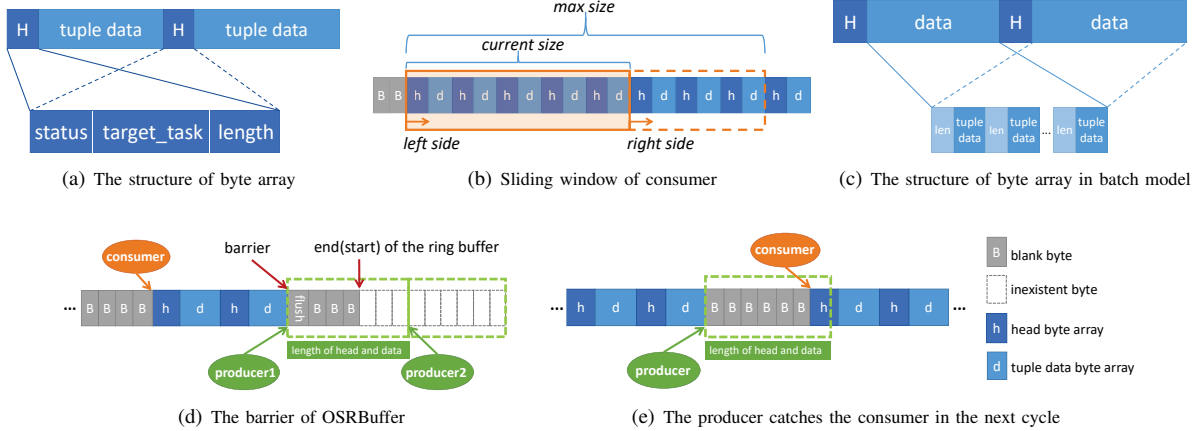 H tuple data H tuple data
status target_task length
(a) The structure of byte array
max size
current size
B B h d h d h d h d h d h d h d h d h d
left side right side
(b) Sliding window of consumer
H data H data
len tuple data len tuple data ... len tuple data
(c) The structure of byte array in batch model
consumer barrier end(start) of the ring buffer
... B B B B h d h d flush B B B
length of head and data
producer1 producer2
(d) The barrier of OSRBuffer
consumer
... h d h d B B B B B B h d h d ...
length of head and data
producer
(e) The producer catches the consumer in the next cycle
B blank byte
inexistent byte
h head byte array
d tuple data byte array